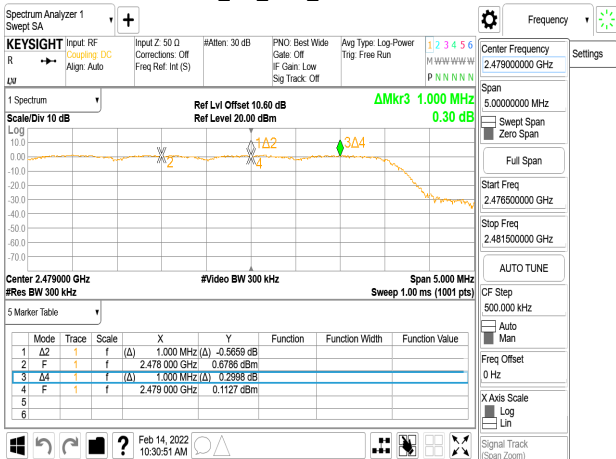 Spectrum Analyzer 1
Swept SA
Frequency
KEYSIGHT
R
LXI
Input: RF
Coupling: DC
Align: Auto
Input Z: 50 Ω
Corrections: Off
Freq Ref: Int (S)
#Atten: 30 dB
PNO: Best Wide
Gate: Off
IF Gain: Low
Sig Track: Off
Avg Type: Log-Power
Trig: Free Run
1 2 3 4 5 6
M W W W W W
P N N N N N
1 Spectrum
Scale/Div 10 dB
Ref Lvl Offset 10.60 dB
Ref Level 20.00 dBm
ΔMkr3 1.000 MHz
0.30 dB
Log
10.0
0.00
-10.0
-20.0
-30.0
-40.0
-50.0
-60.0
-70.0
2
1Δ2
4
3Δ4
Center 2.479000 GHz
#Res BW 300 kHz
#Video BW 300 kHz
Span 5.000 MHz
Sweep 1.00 ms (1001 pts)
5 Marker Table
Mode Trace Scale X Y Function Function Width Function Value
1 Δ2 1 f (Δ) 1.000 MHz (Δ) -0.5659 dB
2 F 1 f 2.478 000 GHz 0.6786 dBm
3 Δ4 1 f (Δ) 1.000 MHz (Δ) 0.2998 dB
4 F 1 f 2.479 000 GHz 0.1127 dBm
5
6
Feb 14, 2022
10:30:51 AM
Center Frequency
2.479000000 GHz
Settings
Span
5.00000000 MHz
Swept Span
Zero Span
Full Span
Start Freq
2.476500000 GHz
Stop Freq
2.481500000 GHz
AUTO TUNE
CF Step
500.000 kHz
Auto
Man
Freq Offset
0 Hz
X Axis Scale
Log
Lin
Signal Track
(Span Zoom)